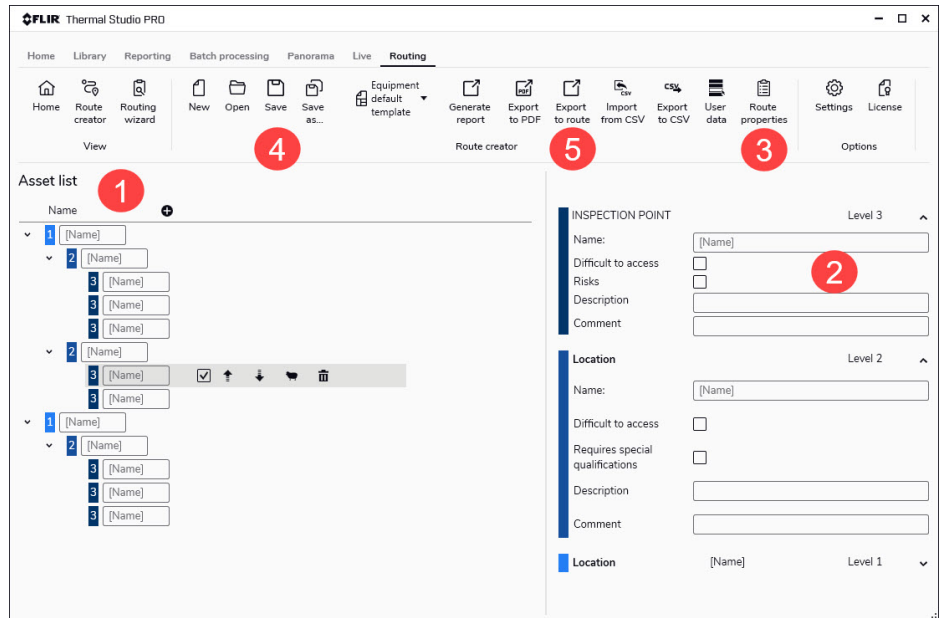 FLIR Thermal Studio PRO
Home Library Reporting Batch processing Panorama Live Routing
Home Route creator Routing wizard New Open Save Save as... Equipment default template Generate report Export to PDF Export to route Import from CSV Export to CSV User data Route properties Settings License
View 4 Route creator 5 3 Options
Asset list
1
Name
1 [Name]
2 [Name]
3 [Name]
3 [Name]
3 [Name]
2 [Name]
3 [Name]
3 [Name]
1 [Name]
2 [Name]
3 [Name]
3 [Name]
3 [Name]
INSPECTION POINT Level 3
Name: [Name]
2
Difficult to access
Risks
Description
Comment
Location Level 2
Name: [Name]
Difficult to access
Requires special
qualifications
Description
Comment
Location [Name] Level 1